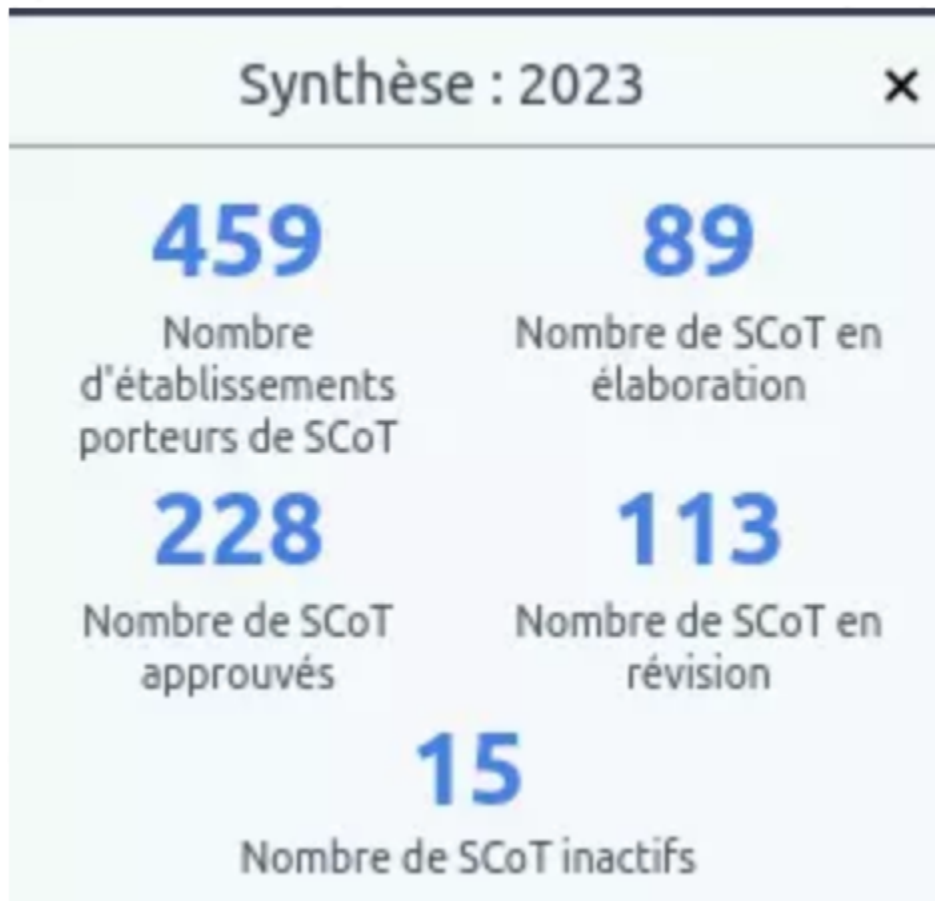 Synthèse : 2023 ×
459
Nombre
d'établissements
porteurs de SCoT
89
Nombre de SCoT en
élaboration
228
Nombre de SCoT
approuvés
113
Nombre de SCoT en
révision
15
Nombre de SCoT inactifs